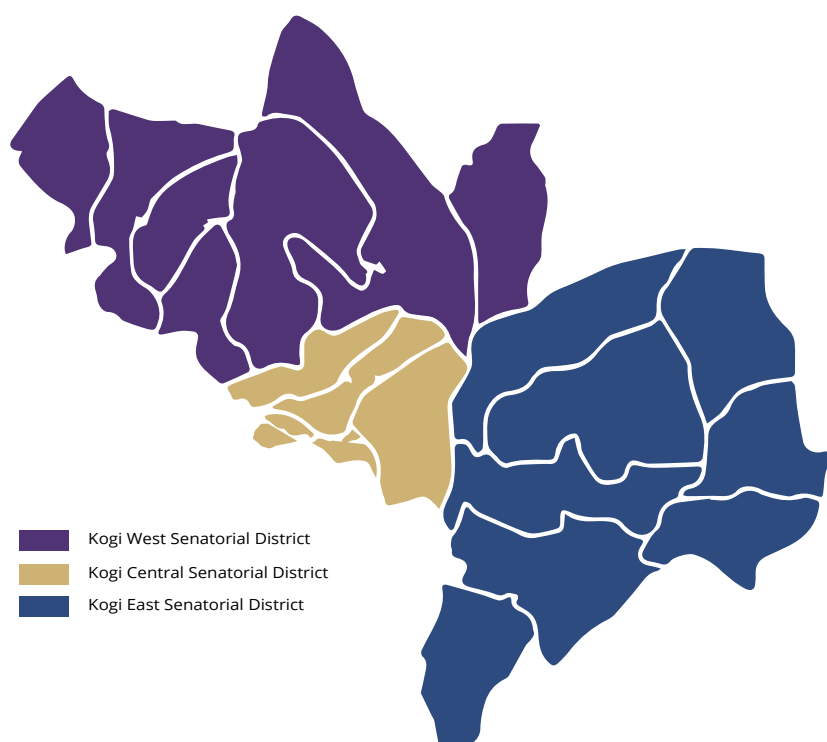 Kogi West Senatorial District
Kogi Central Senatorial District
Kogi East Senatorial District